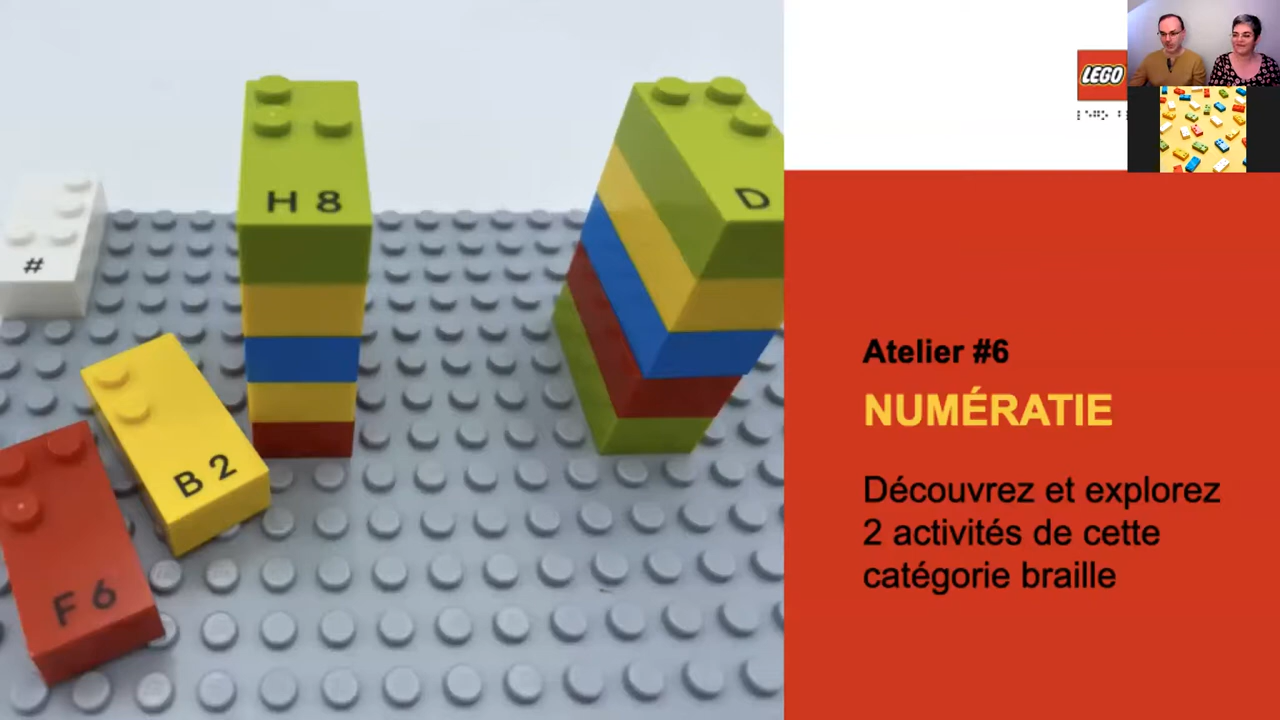 H 8
D
#
B 2
F 6
LEGO
Atelier #6
NUMÉRATIE
Découvrez et explorez
2 activités de cette
catégorie braille